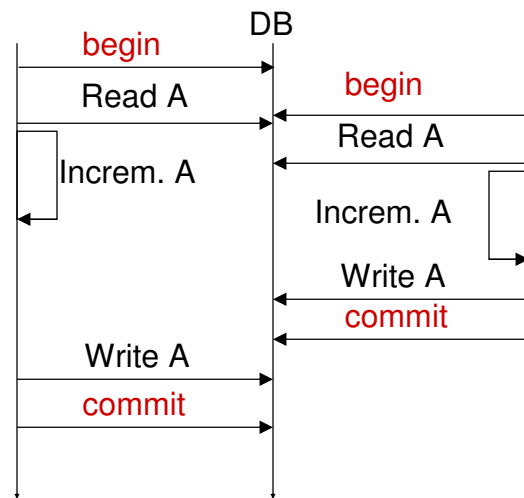 DB
begin
begin
Read A
Read A
Increm. A
Increm. A
Write A
commit
Write A
commit